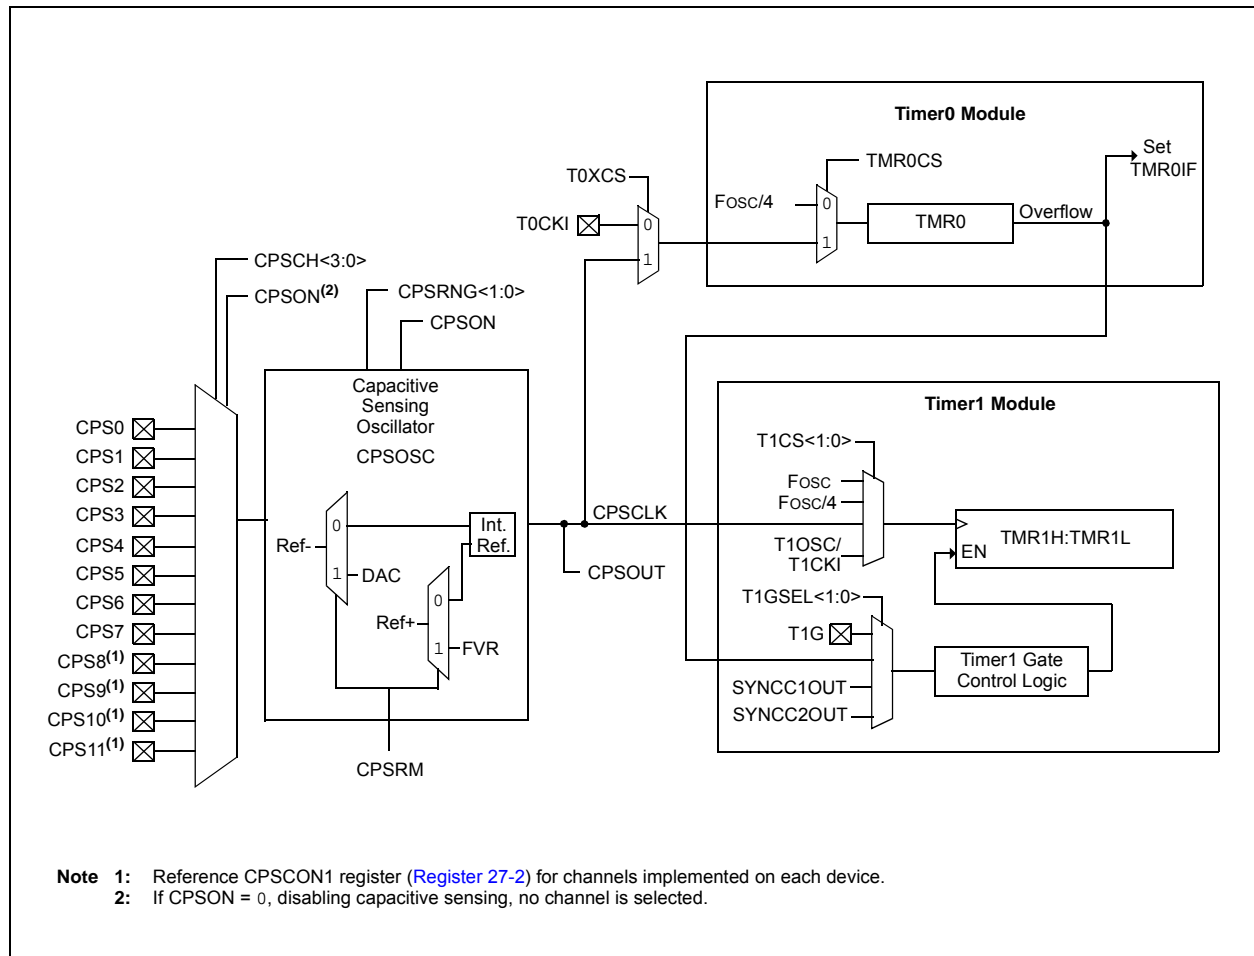 Timer0 Module
Set
TMR0IF
TMR0CS
T0XCS
FOSC/4
0
1
TMR0
Overflow
T0CKI
0
1
CPSCH<3:0>
CPSON(2)
CPSRNG<1:0>
CPSON
Capacitive
Sensing
Oscillator
CPSOSC
Timer1 Module
T1CS<1:0>
FOSC
FOSC/4
T1OSC/
T1CKI
TMR1H:TMR1L
EN
CPS0
CPS1
CPS2
CPS3
CPS4
CPS5
CPS6
CPS7
CPS8(1)
CPS9(1)
CPS10(1)
CPS11(1)
0
Ref-
1
DAC
Int.
Ref.
0
Ref+
1
FVR
CPSCLK
CPSOUT
T1GSEL<1:0>
T1G
SYNCC1OUT
SYNCC2OUT
Timer1 Gate
Control Logic
CPSRM
Note 1: Reference CPSCON1 register (Register 27-2) for channels implemented on each device.
2: If CPSON = 0, disabling capacitive sensing, no channel is selected.